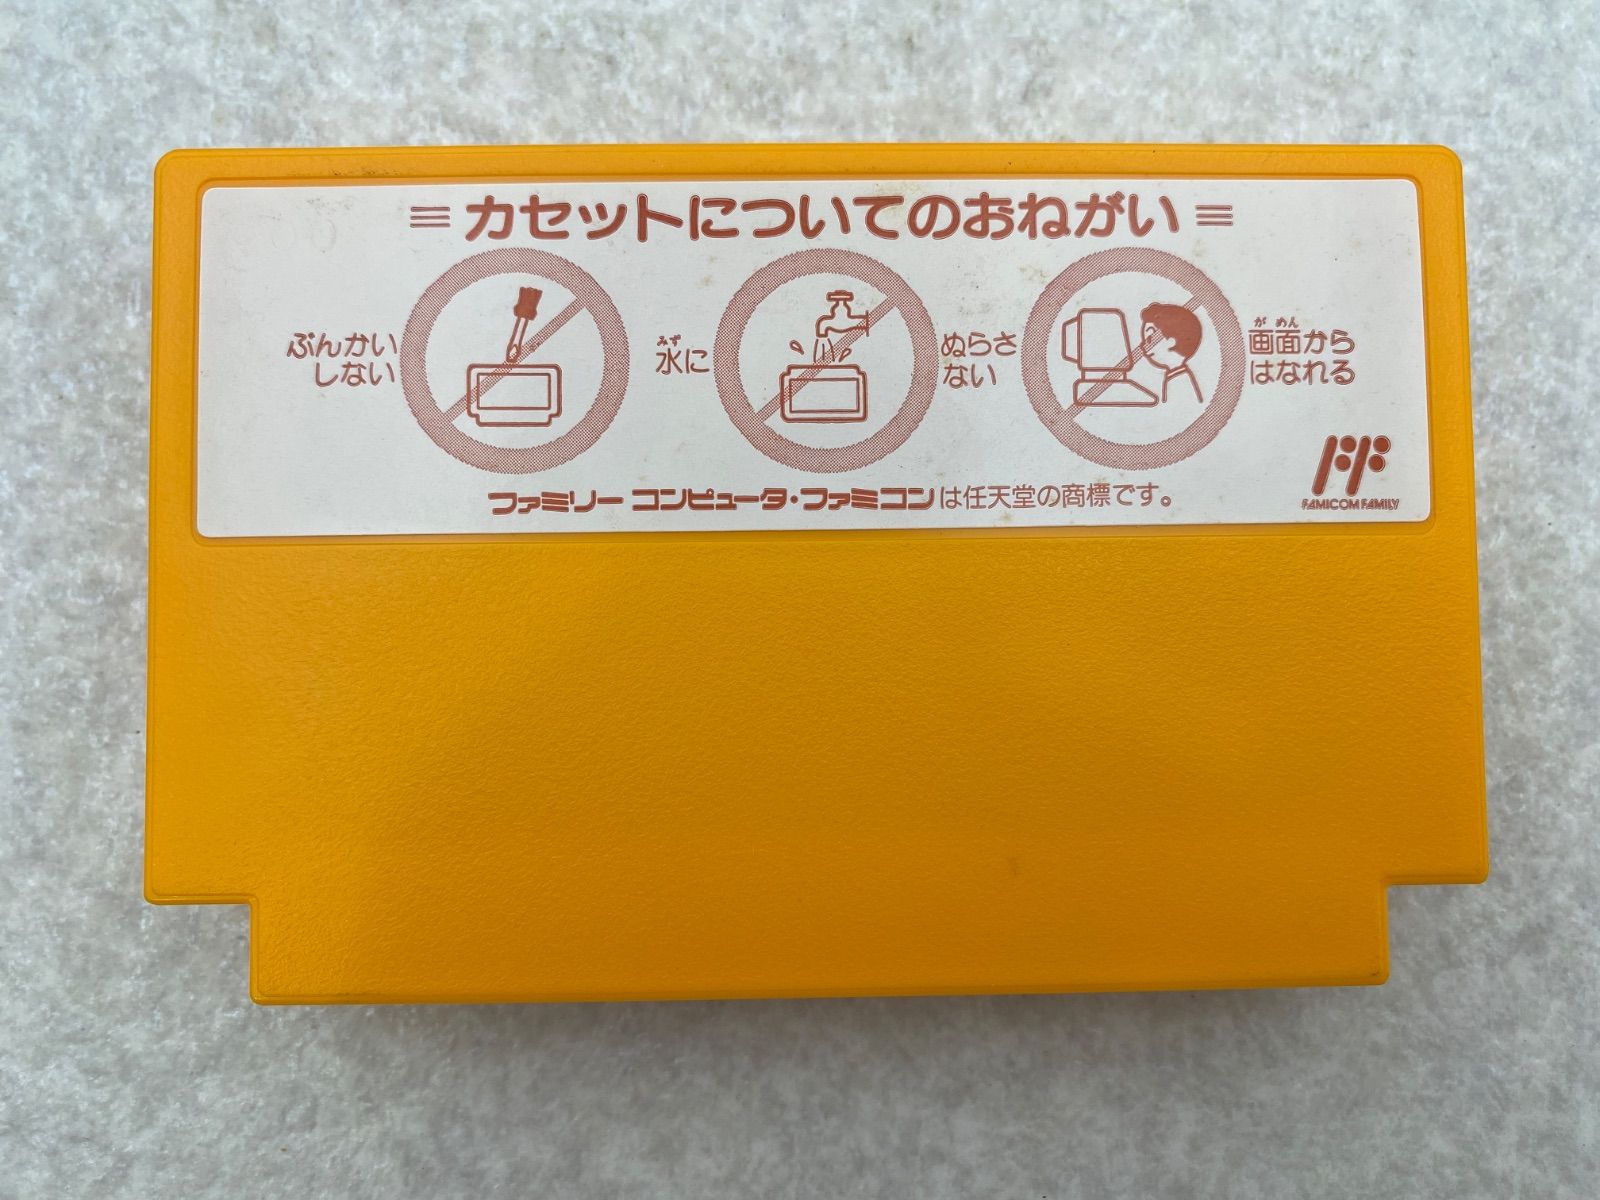 カセットについてのおねがい
ぶんかい
しない
みず
水に
ぬらさ
ない
がめん
画面から
はなれる
FF
FAMICOM FAMILY
ファミリー コンピュータ・ファミコンは任天堂の商標です。